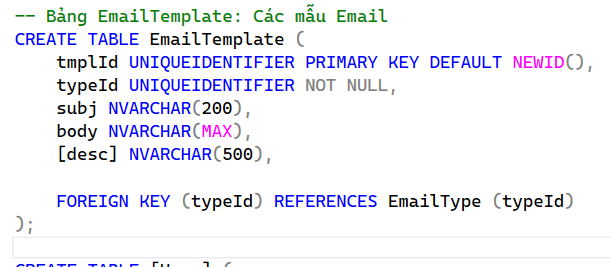 -- Bảng EmailTemplate: Các mẫu Email
CREATE TABLE EmailTemplate (
    tmplId UNIQUEIDENTIFIER PRIMARY KEY DEFAULT NEWID(),
    typeId UNIQUEIDENTIFIER NOT NULL,
    subj NVARCHAR(200),
    body NVARCHAR(MAX),
    [desc] NVARCHAR(500),
    FOREIGN KEY (typeId) REFERENCES EmailType (typeId)
);
CREATE TABLE